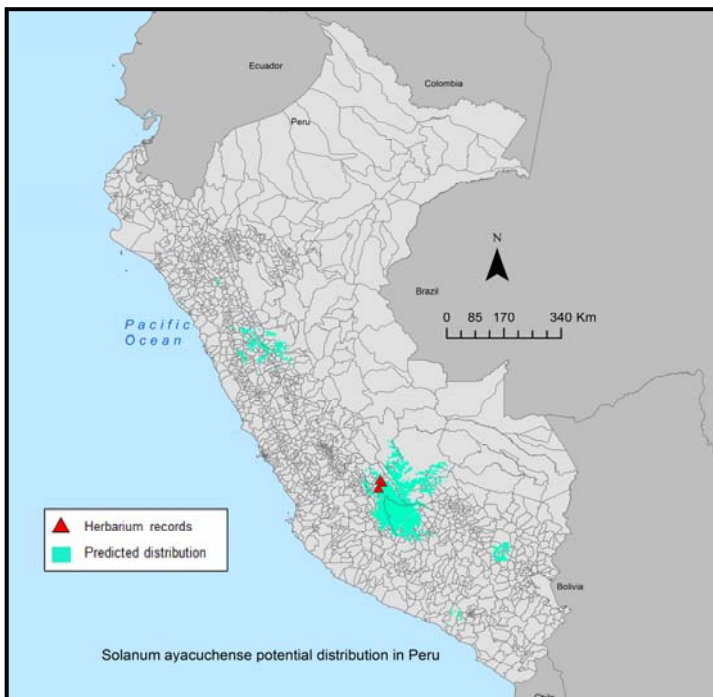 Ecuador
Colombia
Peru
N
Brazil
0 85 170 340 Km
Pacific
Ocean
Herbarium records
Predicted distribution
Bolivia
Solanum ayacuchense potential distribution in Peru
Chile